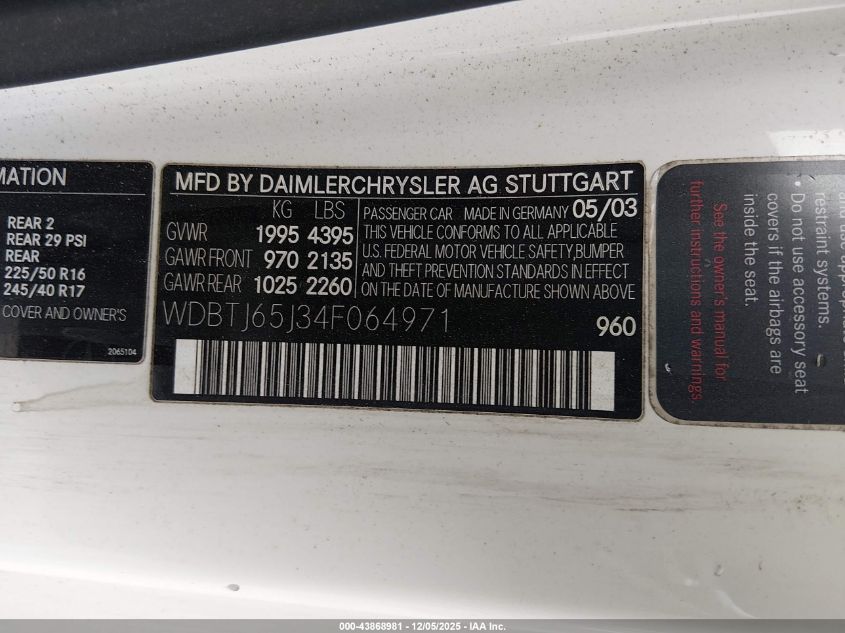 MATION
REAR 2
REAR 29 PSI
REAR
225/50 R16
245/40 R17
COVER AND OWNER'S
2065104
MFD BY DAIMLERCHRYSLER AG STUTTGART
KG LBS
GVWR 1995 4395
GAWR FRONT 970 2135
GAWR REAR 1025 2260
PASSENGER CAR MADE IN GERMANY 05/03
THIS VEHICLE CONFORMS TO ALL APPLICABLE
U.S. FEDERAL MOTOR VEHICLE SAFETY, BUMPER
AND THEFT PREVENTION STANDARDS IN EFFECT
ON THE DATE OF MANUFACTURE SHOWN ABOVE
WDBTJ65J34F064971
960
restraint systems.
• Do not use accessory seat
covers if the airbags are
inside the seat.
See the owner's manual for
further instructions and warnings.
000-43868981 - 12/05/2025 - IAA Inc.